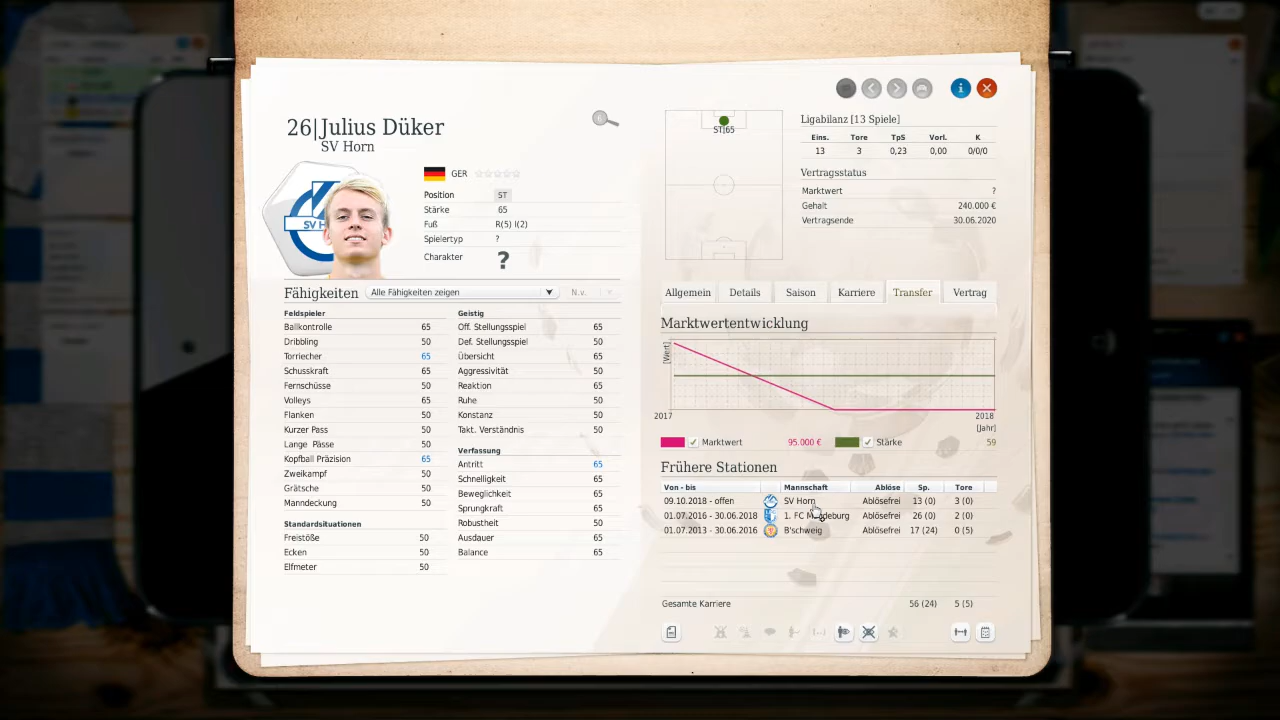 26|Julius Düker
SV Horn
GER
Position ST
Stärke 65
Fuß R(5) l(2)
Spielertyp ?
Charakter ?
Fähigkeiten Alle Fähigkeiten zeigen N.v.
Feldspieler
Ballkontrolle 65
Dribbling 50
Torriecher 65
Schusskraft 65
Fernschüsse 50
Volleys 65
Flanken 50
Kurzer Pass 50
Lange Pässe 50
Kopfball Präzision 65
Zweikampf 50
Grätsche 50
Manndeckung 50
Standardsituationen
Freistöße 50
Ecken 50
Elfmeter 50
Geistig
Off. Stellungsspiel 65
Def. Stellungsspiel 50
Übersicht 65
Aggressivität 50
Reaktion 65
Ruhe 50
Konstanz 50
Takt. Verständnis 50
Verfassung
Antritt 65
Schnelligkeit 65
Beweglichkeit 65
Sprungkraft 65
Robustheit 50
Ausdauer 65
Balance 65
ST|65
Ligabilanz [13 Spiele]
Eins. Tore TpS Vorl. K
13 3 0,23 0,00 0/0/0
Vertragsstatus
Marktwert ?
Gehalt 240.000 €
Vertragsende 30.06.2020
Allgemein Details Saison Karriere Transfer Vertrag
Marktwertentwicklung
[Wert]
2017 2018
[Jahr]
Marktwert 95.000 € Stärke 59
Frühere Stationen
Von - bis Mannschaft Ablöse Sp. Tore
09.10.2018 - offen SV Horn Ablösefrei 13 (0) 3 (0)
01.07.2016 - 30.06.2018 1. FC Magdeburg Ablösefrei 26 (0) 2 (0)
01.07.2013 - 30.06.2016 B'schweig Ablösefrei 17 (24) 0 (5)
Gesamte Karriere 56 (24) 5 (5)